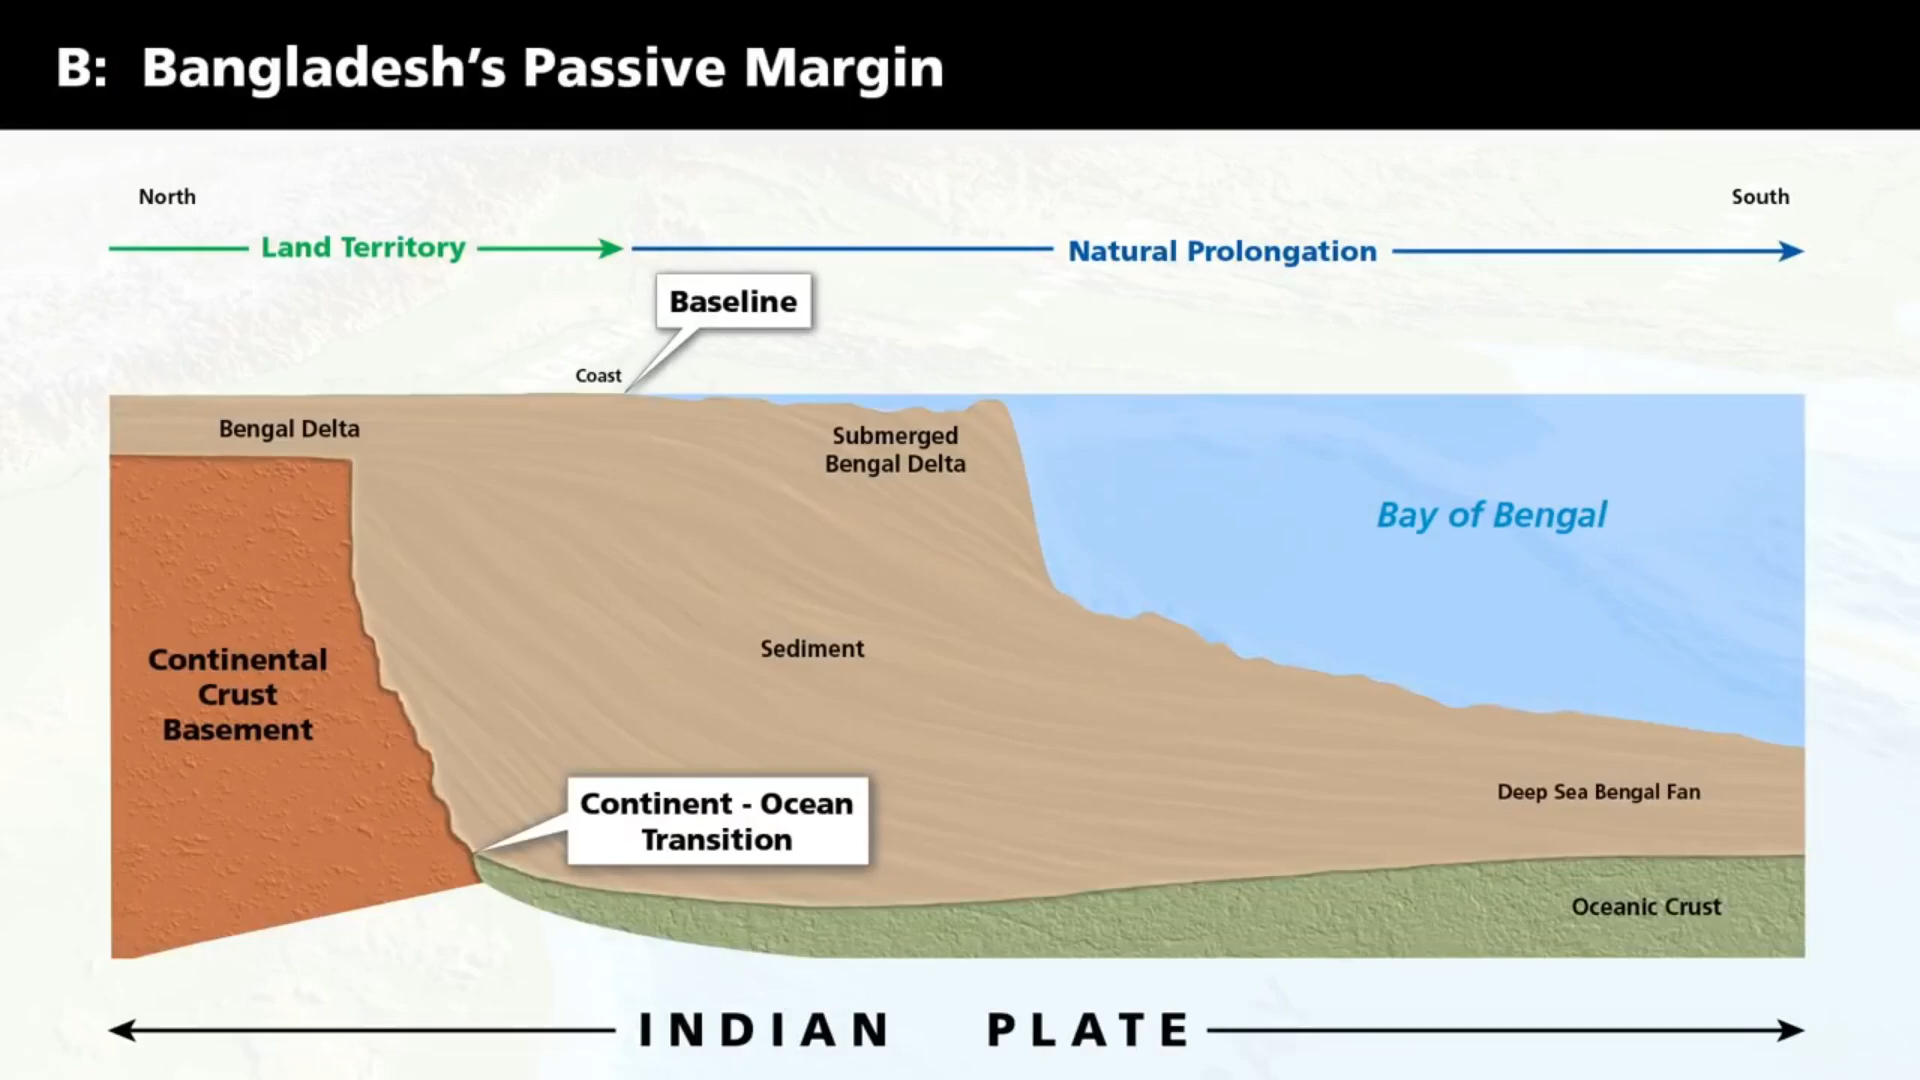 B: Bangladesh’s Passive Margin
North
South
Land Territory
Natural Prolongation
Baseline
Coast
Bengal Delta
Submerged
Bengal Delta
Bay of Bengal
Sediment
Continental
Crust
Basement
Continent - Ocean
Transition
Deep Sea Bengal Fan
Oceanic Crust
INDIAN PLATE